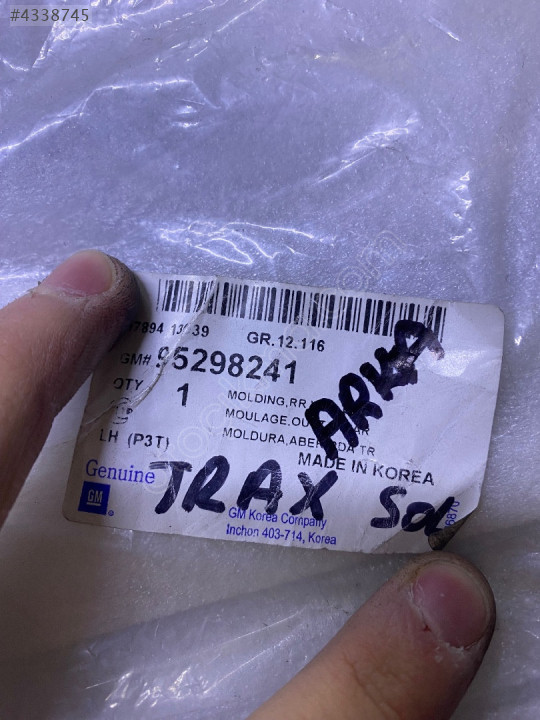 #4338745
GR.12.116
GM# 95298241
QTY 1
MOLDING,RR
MOULAGE,OU
LH (P3T) MOLDURA,ABER TR
MADE IN KOREA
ARKA
Genuine TRAX SOL
GM
GM Korea Company
Inchon 403-714, Korea